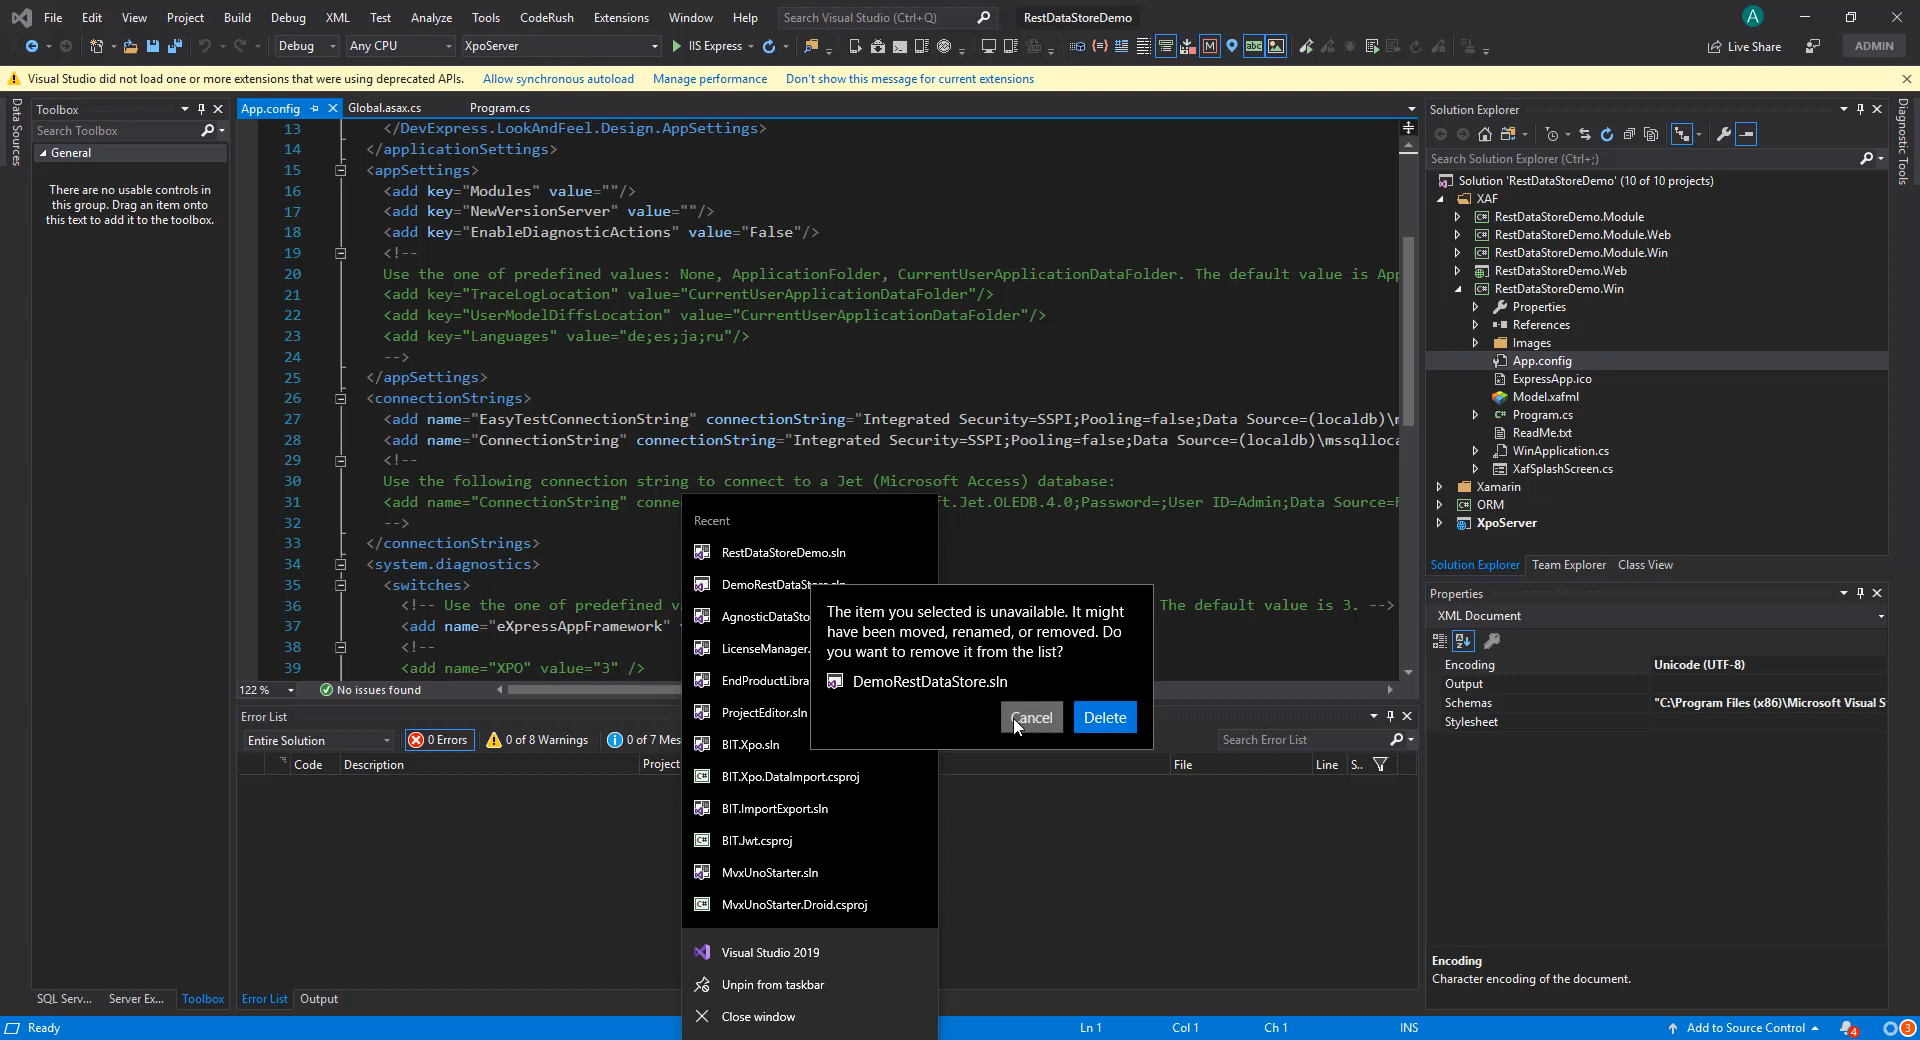 File Edit View Project Build Debug XML Test Analyze Tools CodeRush Extensions Window Help Search Visual Studio (Ctrl+Q) RestDataStoreDemo A
Debug Any CPU XpoServer IIS Express Live Share ADMIN
Visual Studio did not load one or more extensions that were using deprecated APIs. Allow synchronous autoload Manage performance Don't show this message for current extensions
Data Sources
Toolbox
Search Toolbox
General
There are no usable controls in
this group. Drag an item onto
this text to add it to the toolbox.
SQL Serv... Server Ex... Toolbox
App.config Global.asax.cs Program.cs
13 </DevExpress.LookAndFeel.Design.AppSettings>
14 </applicationSettings>
15 <appSettings>
16 <add key="Modules" value=""/>
17 <add key="NewVersionServer" value=""/>
18 <add key="EnableDiagnosticActions" value="False"/>
19 <!--
20 Use the one of predefined values: None, ApplicationFolder, CurrentUserApplicationDataFolder. The default value is App
21 <add key="TraceLogLocation" value="CurrentUserApplicationDataFolder"/>
22 <add key="UserModelDiffsLocation" value="CurrentUserApplicationDataFolder"/>
23 <add key="Languages" value="de;es;ja;ru"/>
24 -->
25 </appSettings>
26 <connectionStrings>
27 <add name="EasyTestConnectionString" connectionString="Integrated Security=SSPI;Pooling=false;Data Source=(localdb)\
28 <add name="ConnectionString" connectionString="Integrated Security=SSPI;Pooling=false;Data Source=(localdb)\mssqlloca
29 <!--
30 Use the following connection string to connect to a Jet (Microsoft Access) database:
31 <add name="ConnectionString" conne ft.Jet.OLEDB.4.0;Password=;User ID=Admin;Data Source=
32 -->
33 </connectionStrings>
34 <system.diagnostics>
35 <switches>
36 <!-- Use the one of predefined v The default value is 3. -->
37 <add name="eXpressAppFramework"
38 <!--
39 <add name="XPO" value="3" />
122 % No issues found
Error List
Entire Solution 0 Errors 0 of 8 Warnings 0 of 7 Mes Search Error List
Code Description Project File Line S..
Error List Output
Recent
RestDataStoreDemo.sln
DemoRestDataStore.sln
AgnosticDataSto
LicenseManager.
EndProductLibra
ProjectEditor.sln
BIT.Xpo.sln
BIT.Xpo.DataImport.csproj
BIT.ImportExport.sln
BIT.Jwt.csproj
MvxUnoStarter.sln
MvxUnoStarter.Droid.csproj
Visual Studio 2019
Unpin from taskbar
Close window
The item you selected is unavailable. It might
have been moved, renamed, or removed. Do
you want to remove it from the list?
DemoRestDataStore.sln
Cancel Delete
Solution Explorer
Search Solution Explorer (Ctrl+;)
Solution 'RestDataStoreDemo' (10 of 10 projects)
XAF
RestDataStoreDemo.Module
RestDataStoreDemo.Module.Web
RestDataStoreDemo.Module.Win
RestDataStoreDemo.Web
RestDataStoreDemo.Win
Properties
References
Images
App.config
ExpressApp.ico
Model.xafml
Program.cs
ReadMe.txt
WinApplication.cs
XafSplashScreen.cs
Xamarin
ORM
XpoServer
Solution Explorer Team Explorer Class View
Properties
XML Document
Encoding Unicode (UTF-8)
Output
Schemas "C:\Program Files (x86)\Microsoft Visual S
Stylesheet
Encoding
Character encoding of the document.
Diagnostic Tools
Ready Ln 1 Col 1 Ch 1 INS Add to Source Control 4 3